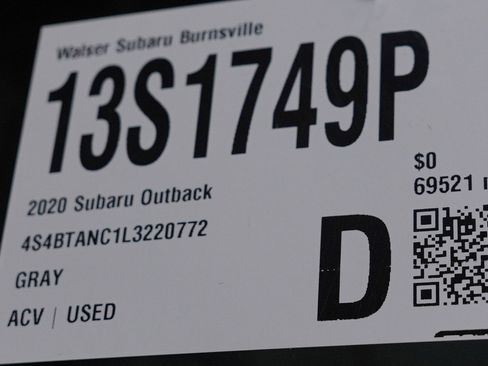 Walser Subaru Burnsville
13S1749P
$0
69521
2020 Subaru Outback
4S4BTANC1L3220772
GRAY
ACV | USED
D